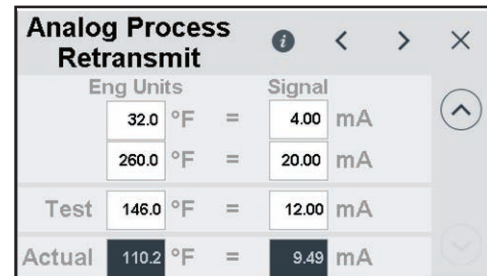 Analog Process
Retransmit
Eng Units Signal
32.0 °F = 4.00 mA
260.0 °F = 20.00 mA
Test 146.0 °F = 12.00 mA
Actual 110.2 °F = 9.49 mA